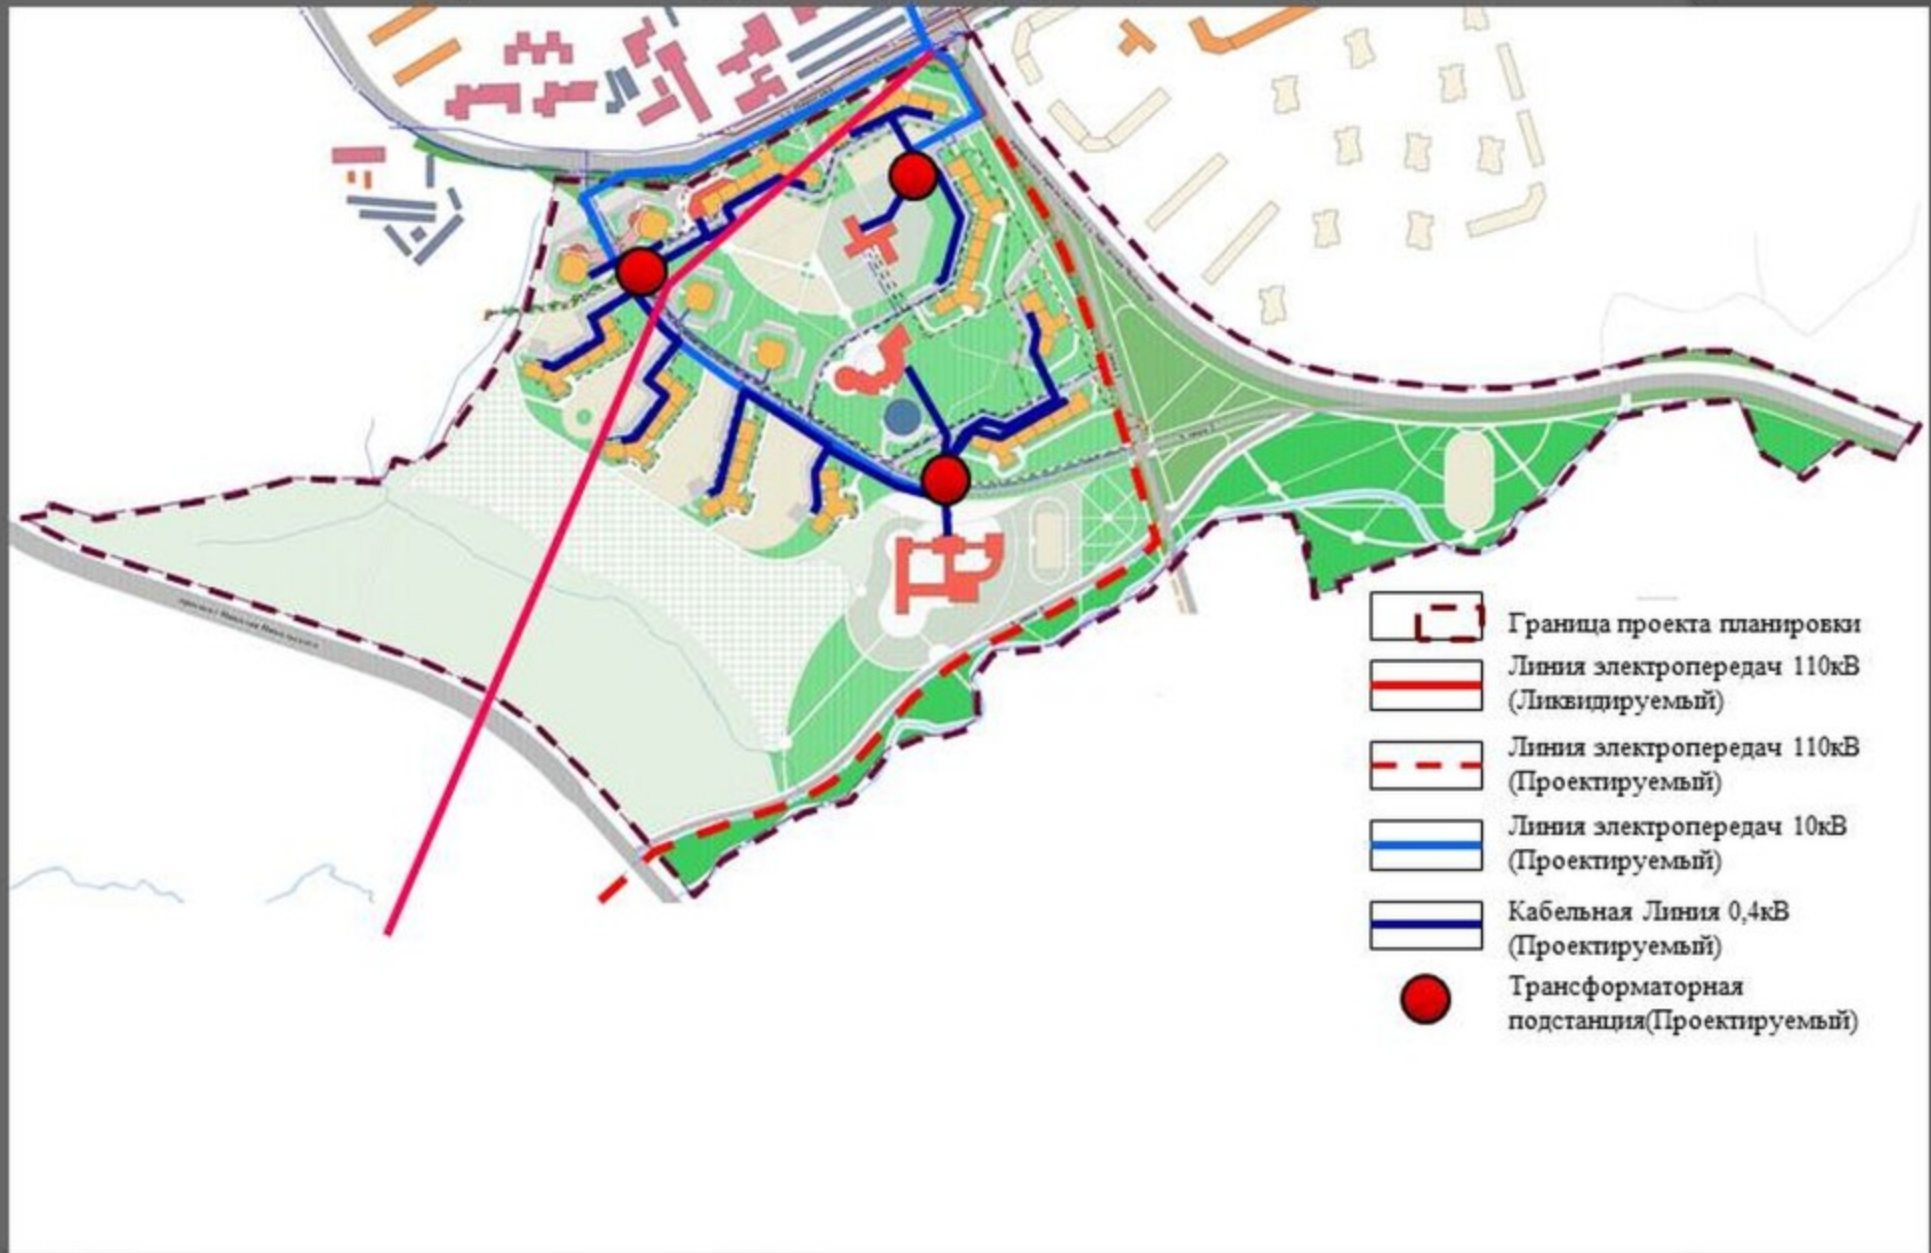 Граница проекта планировки
Линия электропередач 110кВ
(Ликвидируемый)
Линия электропередач 110кВ
(Проектируемый)
Линия электропередач 10кВ
(Проектируемый)
Кабельная Линия 0,4кВ
(Проектируемый)
Трансформаторная
подстанция(Проектируемый)